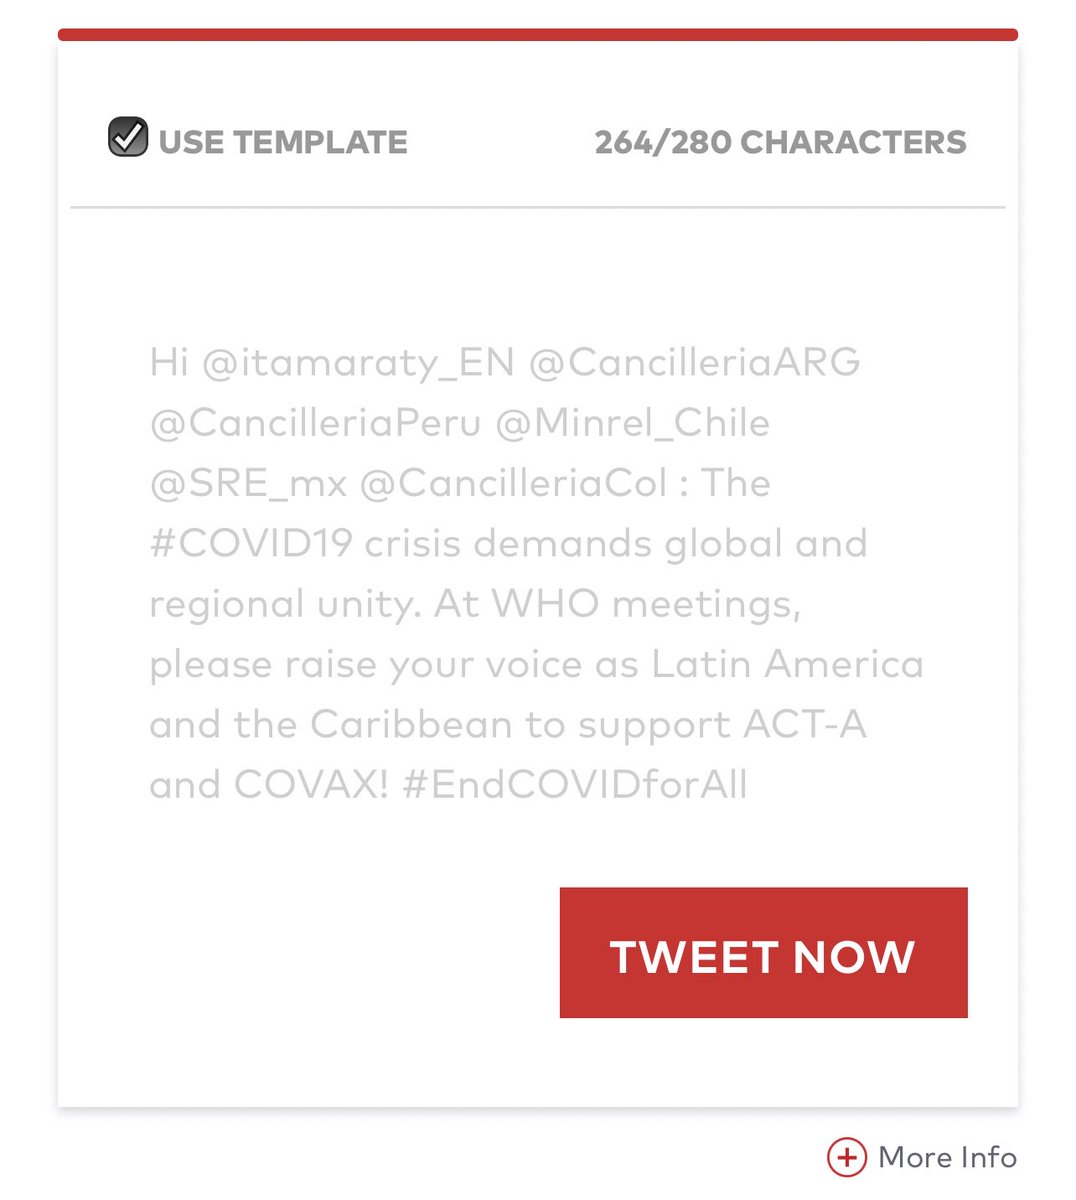 USE TEMPLATE
264/280 CHARACTERS
Hi @itamaraty_EN @CancilleriaARG
@CancilleriaPeru @Minrel_Chile
@SRE_mx @CancilleriaCol : The
#COVID19 crisis demands global and
regional unity. At WHO meetings,
please raise your voice as Latin America
and the Caribbean to support ACT-A
and COVAX! #EndCOVIDforAll
TWEET NOW
More Info